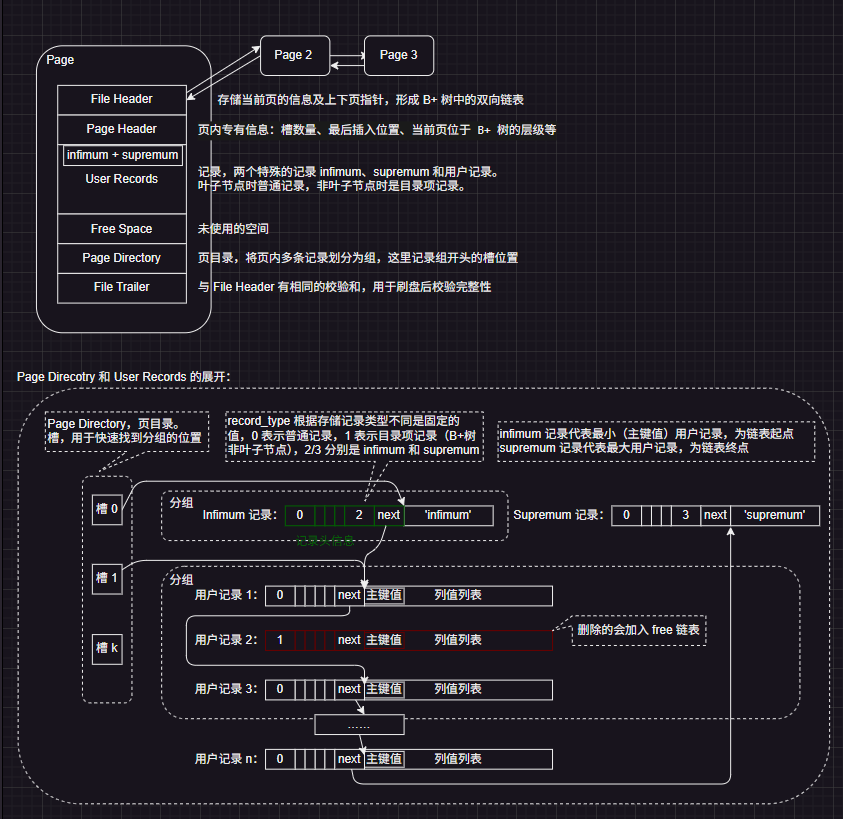 Page
Page 2
Page 3
File Header
存储当前页的信息及上下页指针，形成 B+ 树中的双向链表
Page Header
页内专有信息：槽数量、最后插入位置、当前页位于 B+ 树的层级等
infimum + supremum
User Records
记录，两个特殊的记录 infimum、supremum 和用户记录。
叶子节点时普通记录，非叶子节点时是目录项记录。
Free Space
未使用的空间
Page Directory
页目录，将页内多条记录划分为组，这里记录组开头的槽位置
File Trailer
与 File Header 有相同的校验和，用于刷盘后校验完整性
Page Direcotry 和 User Records 的展开：
Page Directory，页目录。
槽，用于快速找到分组的位置
record_type 根据存储记录类型不同是固定的
值，0 表示普通记录，1 表示目录项记录（B+树
非叶子节点），2/3 分别是 infimum 和 supremum
infimum 记录代表最小（主键值）用户记录，为链表起点
supremum 记录代表最大用户记录，为链表终点
槽 0
分组
Infimum 记录： 0 2 next 'infimum'
Supremum 记录： 0 3 next 'supremum'
记录头信息
槽 1
分组
用户记录 1： 0 next 主键值 列值列表
用户记录 2： 1 next 主键值 列值列表
删除的会加入 free 链表
槽 k
用户记录 3： 0 next 主键值 列值列表
......
用户记录 n： 0 next 主键值 列值列表